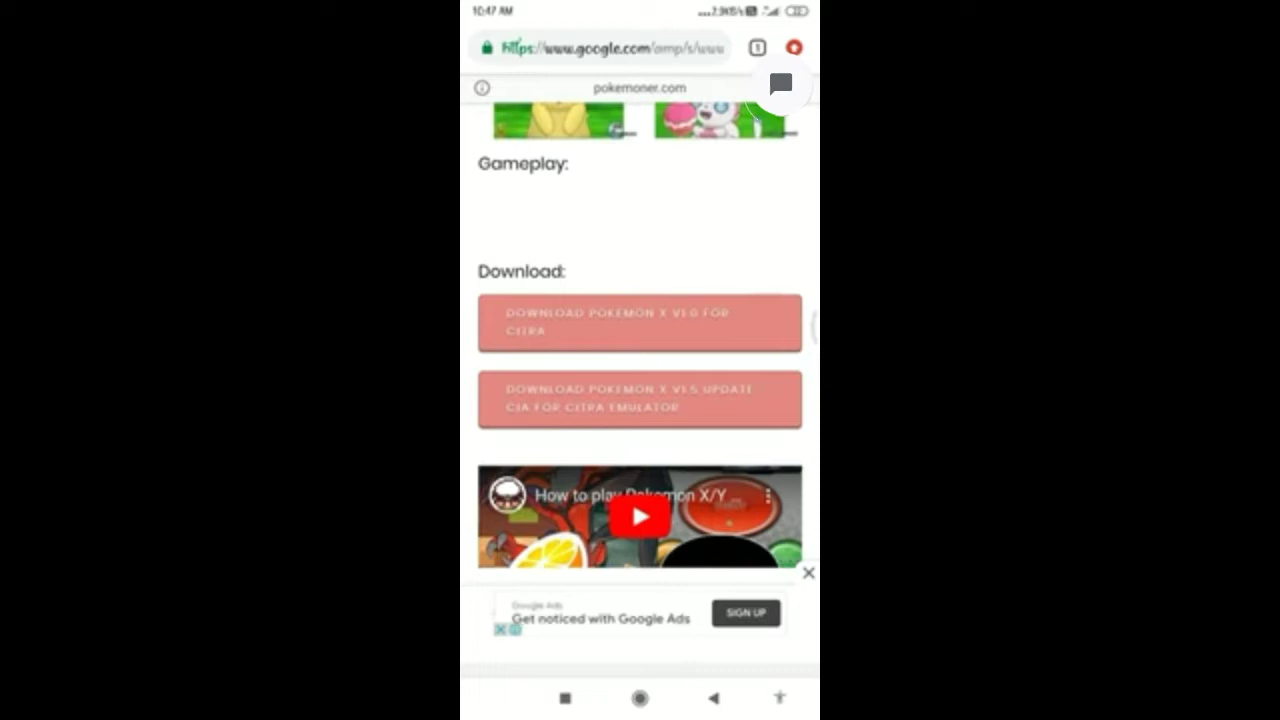 10:47 AM
https://www.google.com/amp/s/www
1
pokemoner.com
Gameplay:
Download:
DOWNLOAD POKEMON X V1.0 FOR
CITRA
DOWNLOAD POKEMON X V1.5 UPDATE
CIA FOR CITRA EMULATOR
How to play Pokemon X/Y ...
Google Ads
Get noticed with Google Ads
SIGN UP